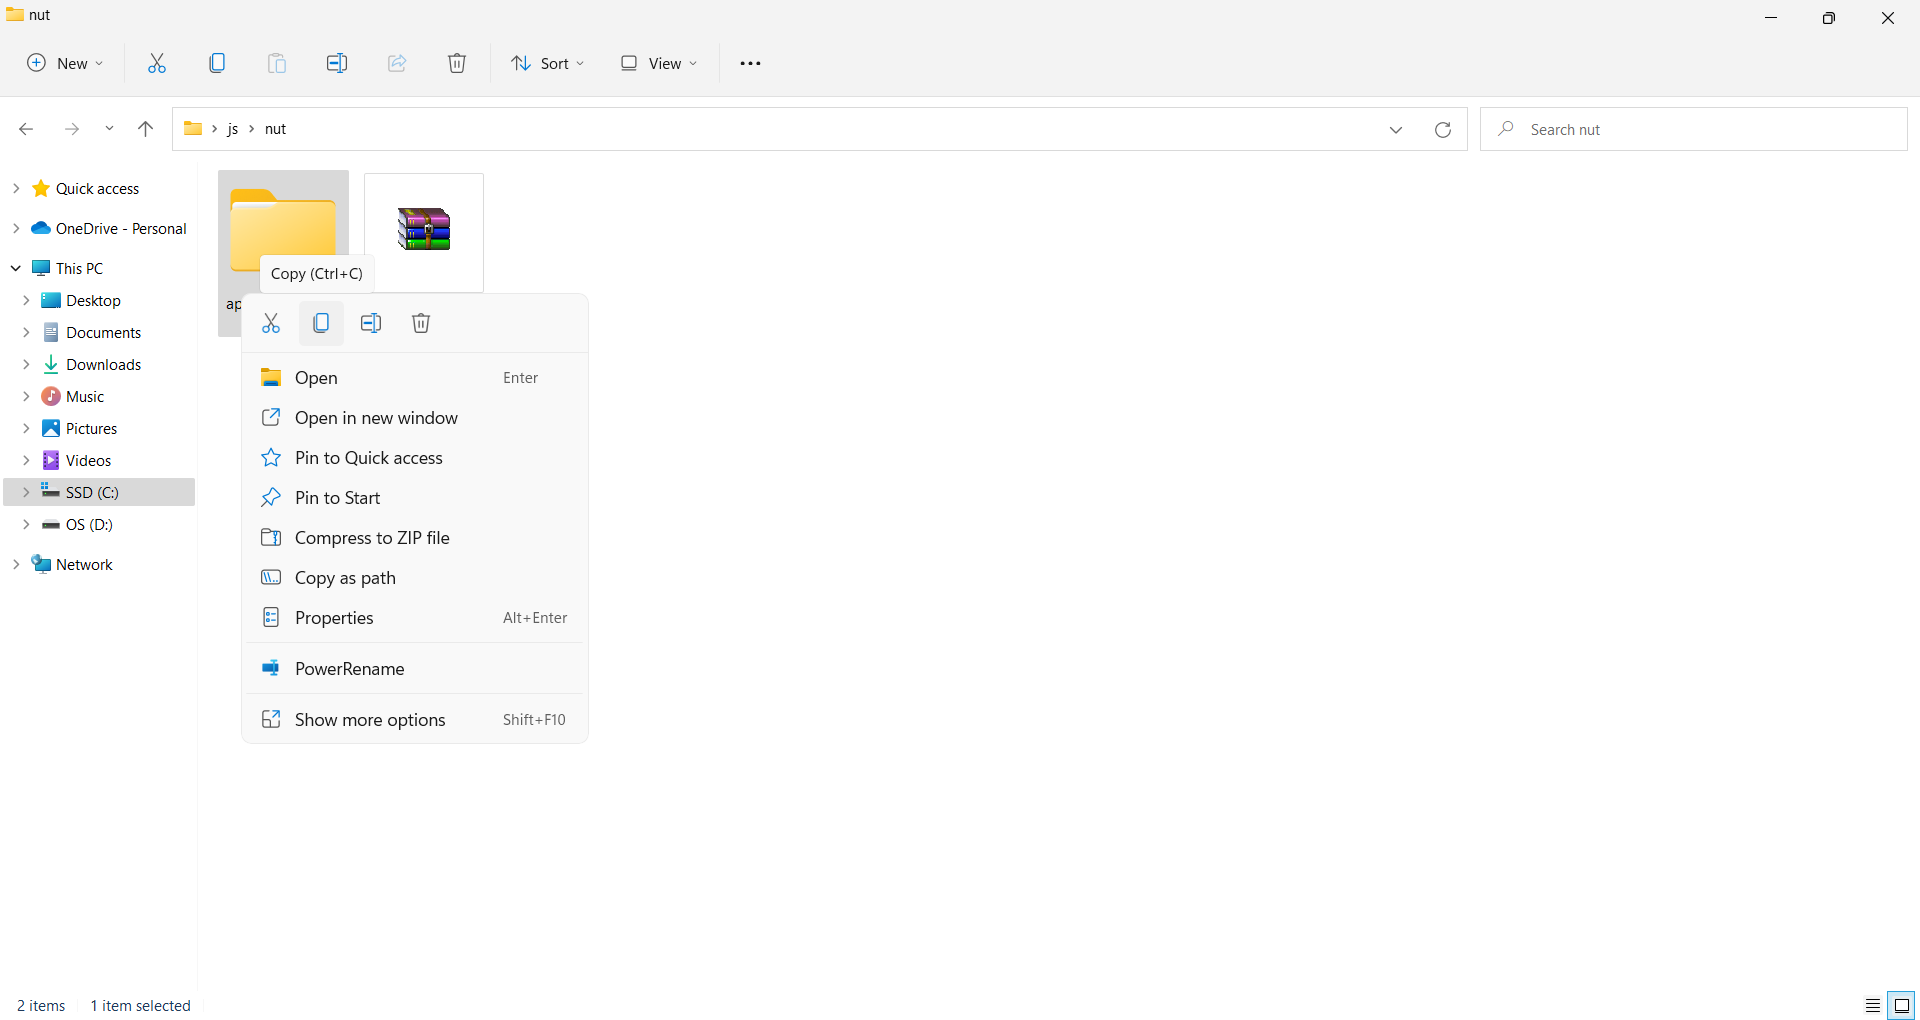 nut
New
Sort
View
js
nut
Search nut
Quick access
OneDrive - Personal
This PC
Desktop
Documents
Downloads
Music
Pictures
Videos
SSD (C:)
OS (D:)
Network
Copy (Ctrl+C)
Open Enter
Open in new window
Pin to Quick access
Pin to Start
Compress to ZIP file
Copy as path
Properties Alt+Enter
PowerRename
Show more options Shift+F10
2 items 1 item selected